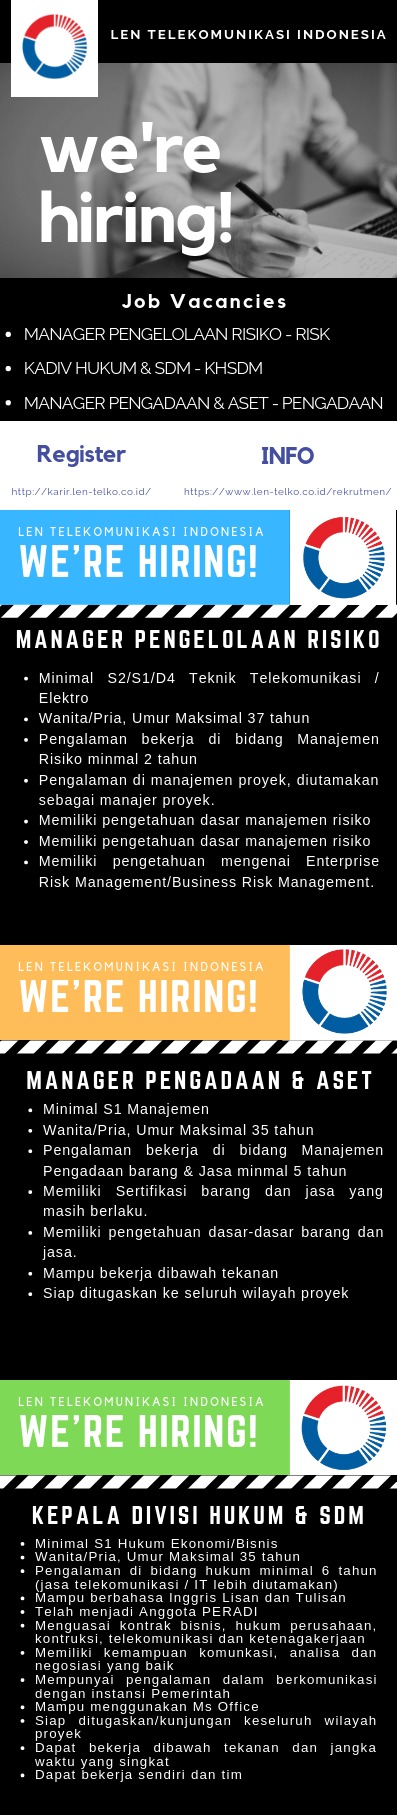 LEN TELEKOMUNIKASI INDONESIA
we're
hiring!
Job Vacancies
• MANAGER PENGELOLAAN RISIKO - RISK
• KADIV HUKUM & SDM - KHSDM
• MANAGER PENGADAAN & ASET - PENGADAAN
Register INFO
http://karir.len-telko.co.id/ https://www.len-telko.co.id/rekrutmen/
LEN TELEKOMUNIKASI INDONESIA
WE'RE HIRING!
MANAGER PENGELOLAAN RISIKO
• Minimal S2/S1/D4 Teknik Telekomunikasi /
Elektro
• Wanita/Pria, Umur Maksimal 37 tahun
• Pengalaman bekerja di bidang Manajemen
Risiko minmal 2 tahun
• Pengalaman di manajemen proyek, diutamakan
sebagai manajer proyek.
• Memiliki pengetahuan dasar manajemen risiko
• Memiliki pengetahuan dasar manajemen risiko
• Memiliki pengetahuan mengenai Enterprise
Risk Management/Business Risk Management.
LEN TELEKOMUNIKASI INDONESIA
WE'RE HIRING!
MANAGER PENGADAAN & ASET
• Minimal S1 Manajemen
• Wanita/Pria, Umur Maksimal 35 tahun
• Pengalaman bekerja di bidang Manajemen
Pengadaan barang & Jasa minmal 5 tahun
• Memiliki Sertifikasi barang dan jasa yang
masih berlaku.
• Memiliki pengetahuan dasar-dasar barang dan
jasa.
• Mampu bekerja dibawah tekanan
• Siap ditugaskan ke seluruh wilayah proyek
LEN TELEKOMUNIKASI INDONESIA
WE'RE HIRING!
KEPALA DIVISI HUKUM & SDM
• Minimal S1 Hukum Ekonomi/Bisnis
• Wanita/Pria, Umur Maksimal 35 tahun
• Pengalaman di bidang hukum minimal 6 tahun
(jasa telekomunikasi / IT lebih diutamakan)
• Mampu berbahasa Inggris Lisan dan Tulisan
• Telah menjadi Anggota PERADI
• Menguasai kontrak bisnis, hukum perusahaan,
kontruksi, telekomunikasi dan ketenagakerjaan
• Memiliki kemampuan komunkasi, analisa dan
negosiasi yang baik
• Mempunyai pengalaman dalam berkomunikasi
dengan instansi Pemerintah
• Mampu menggunakan Ms Office
• Siap ditugaskan/kunjungan keseluruh wilayah
proyek
• Dapat bekerja dibawah tekanan dan jangka
waktu yang singkat
• Dapat bekerja sendiri dan tim